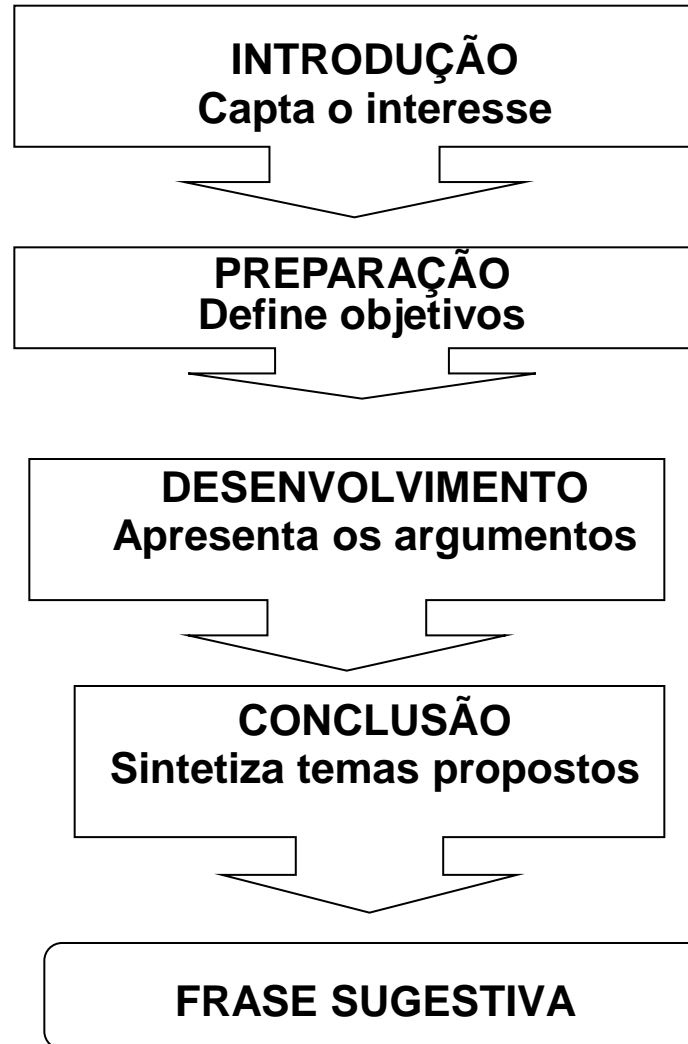 INTRODUÇÃO
Capta o interesse
PREPARAÇÃO
Define objetivos
DESENVOLVIMENTO
Apresenta os argumentos
CONCLUSÃO
Sintetiza temas propostos
FRASE SUGESTIVA